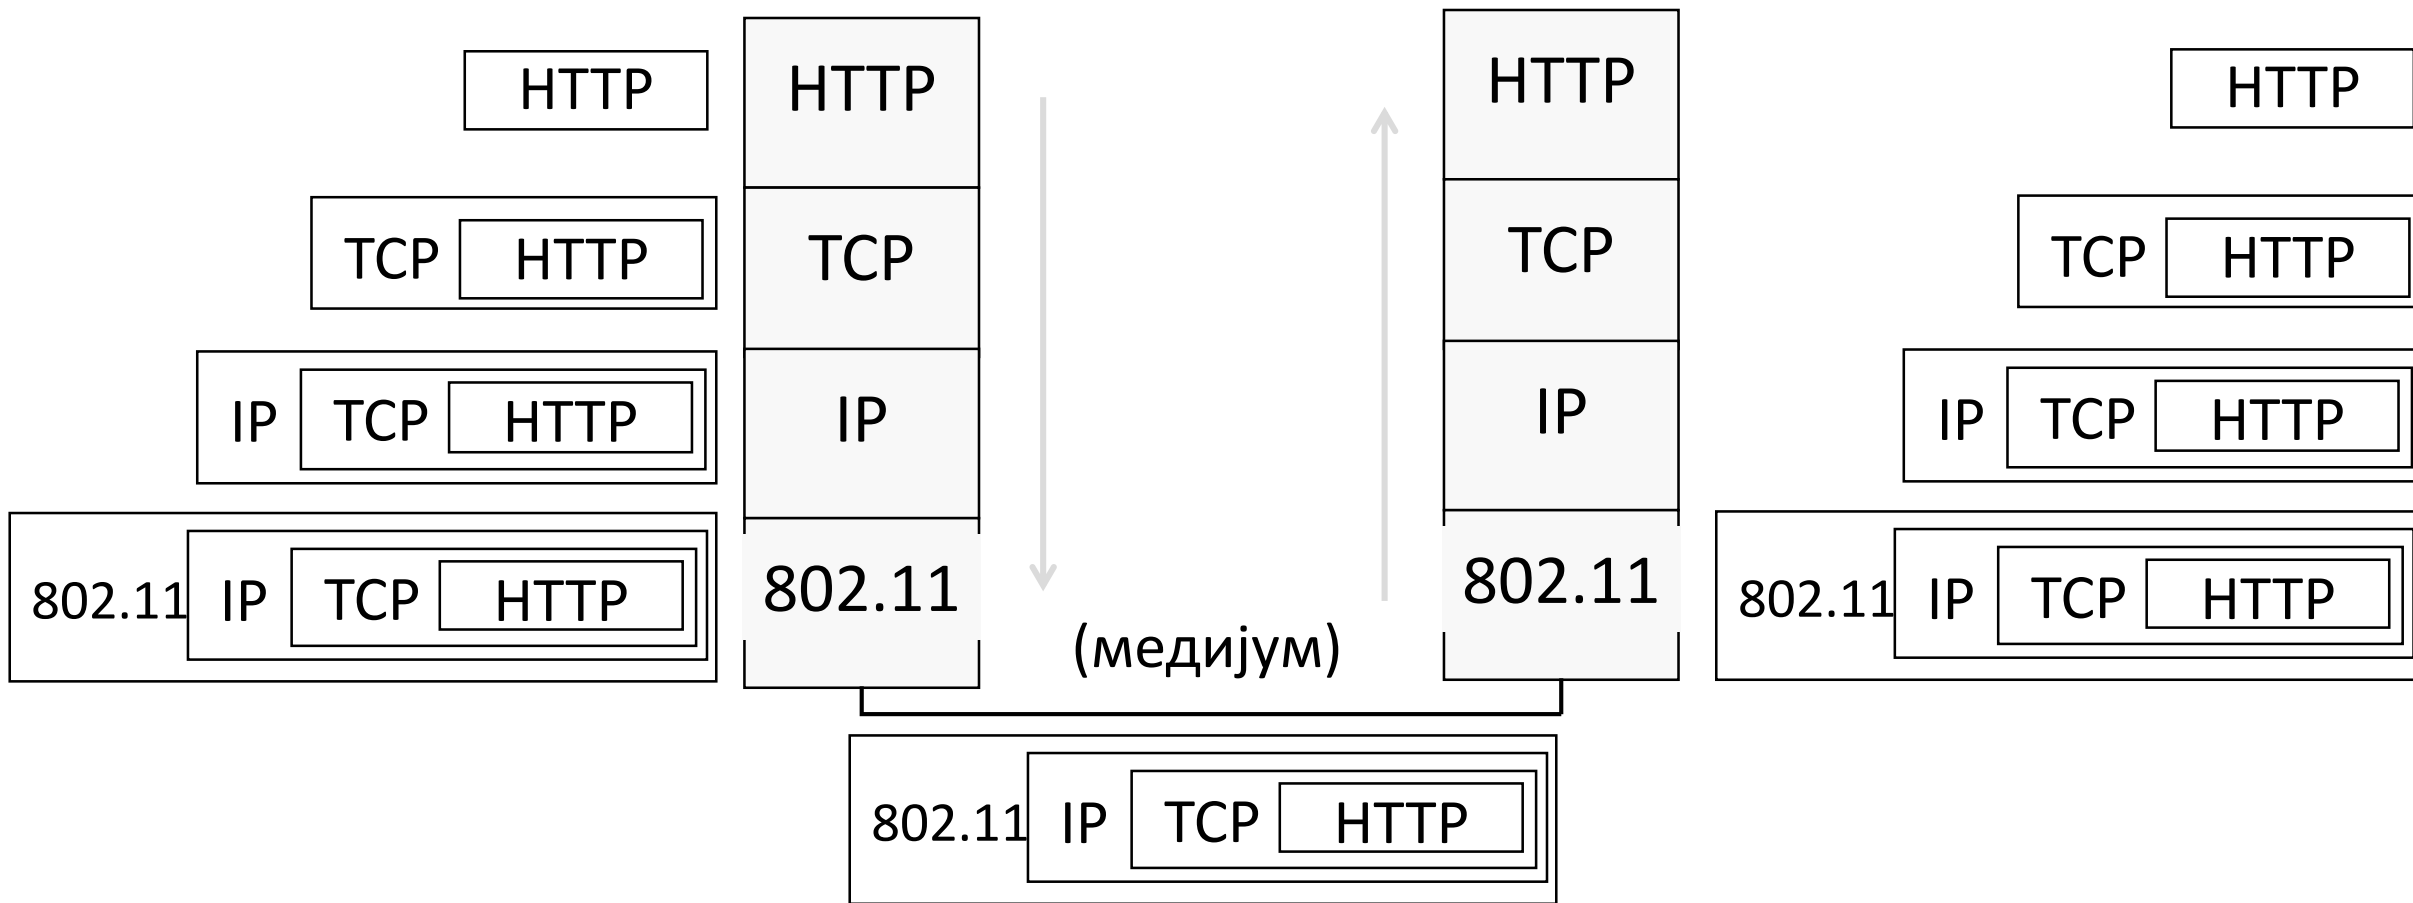 HTTP HTTP HTTP HTTP
TCP HTTP TCP TCP TCP HTTP
IP TCP HTTP IP IP IP TCP HTTP
802.11 IP TCP HTTP 802.11 802.11 802.11 IP TCP HTTP
(медијум)
802.11 IP TCP HTTP